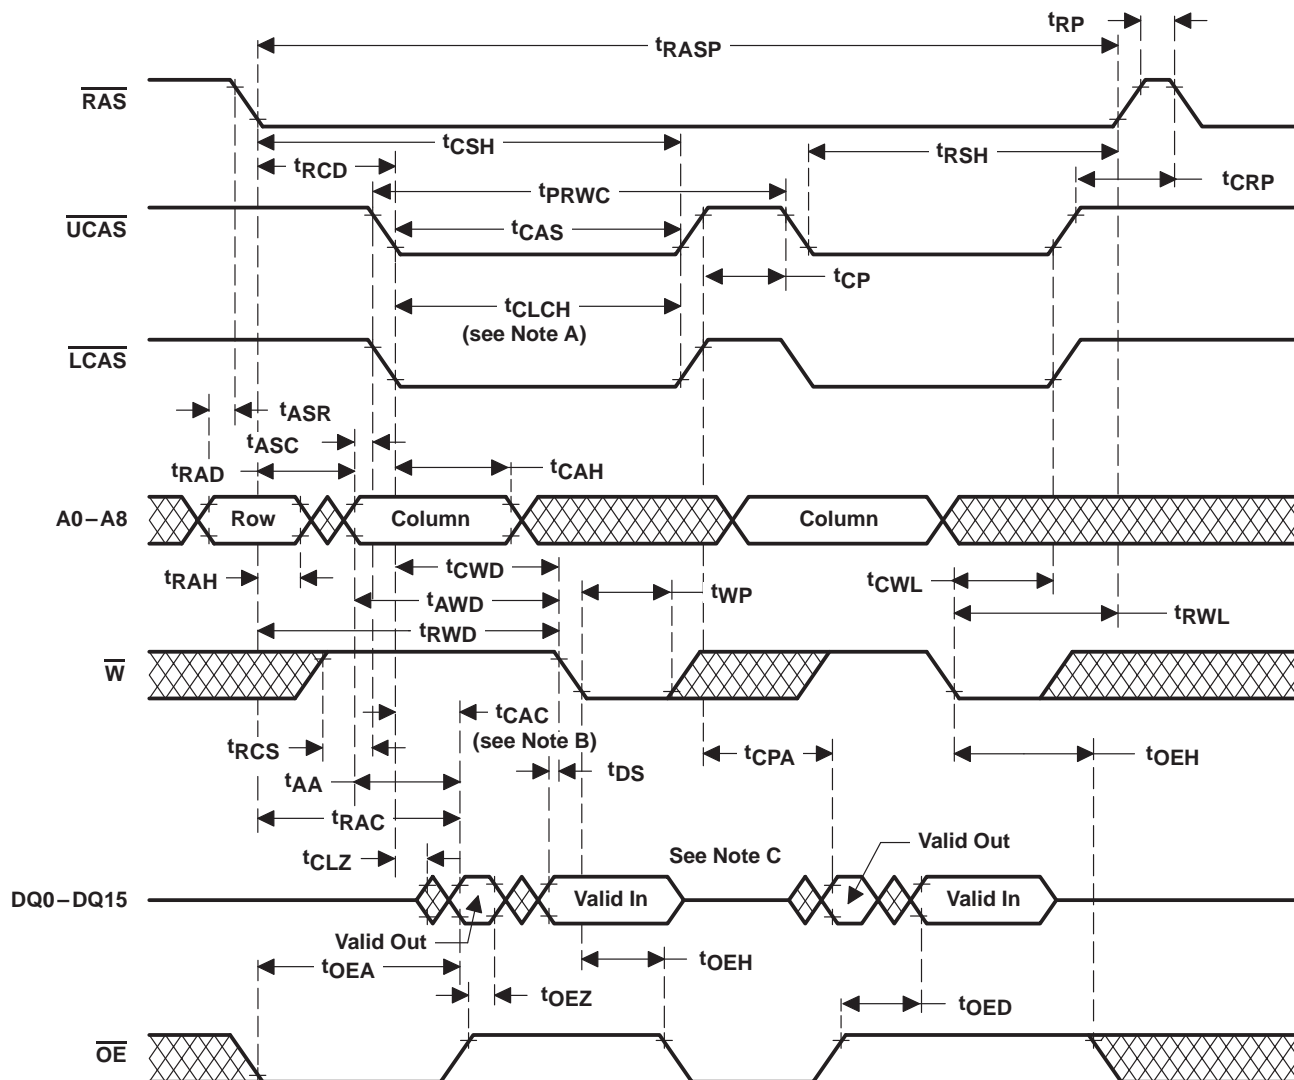 tRP
tRASP
RAS
tCSH
tRSH
tRCD
tPRWC
tCRP
UCAS
tCAS
tCP
tCLCH
(see Note A)
LCAS
tASR
tASC
tRAD
tCAH
A0–A8
Row
Column
Column
tCWD
tRAH
tCWL
tWP
tAWD
tRWL
tRWD
W
tCAC
(see Note B)
tRCS
tCPA
tOEH
tDS
tAA
tRAC
Valid Out
See Note C
tCLZ
DQ0–DQ15
Valid In
Valid In
Valid Out
tOEH
tOEA
tOEZ
tOED
OE